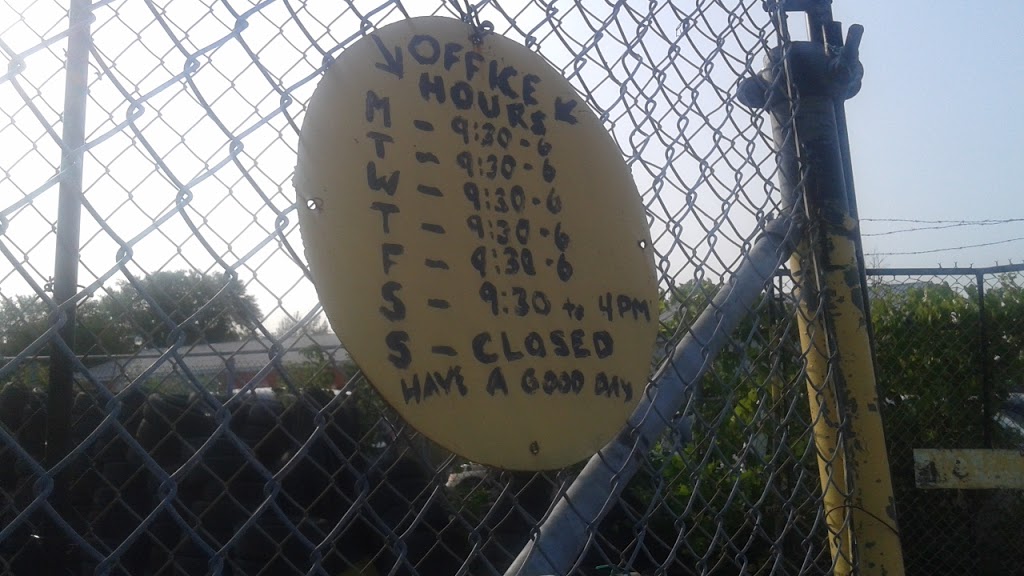 OFFICE
HOURS
M - 9:30-6
T - 9:30-6
W - 9:30-6
T - 9:30-6
F - 9:30-6
S - 9:30 to 4PM
S - CLOSED
HAVE A GOOD DAY